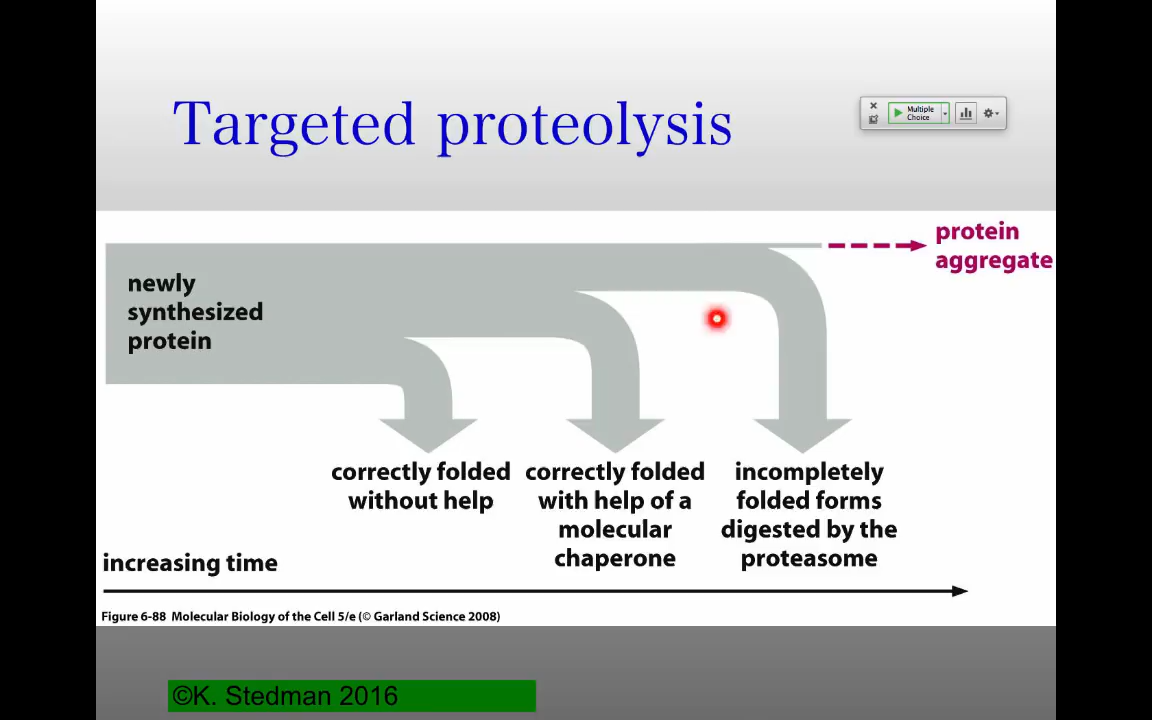 Targeted proteolysis
Multiple
Choice
protein
aggregate
newly
synthesized
protein
correctly folded
without help
correctly folded
with help of a
molecular
chaperone
incompletely
folded forms
digested by the
proteasome
increasing time
Figure 6-88 Molecular Biology of the Cell 5/e (© Garland Science 2008)
©K. Stedman 2016